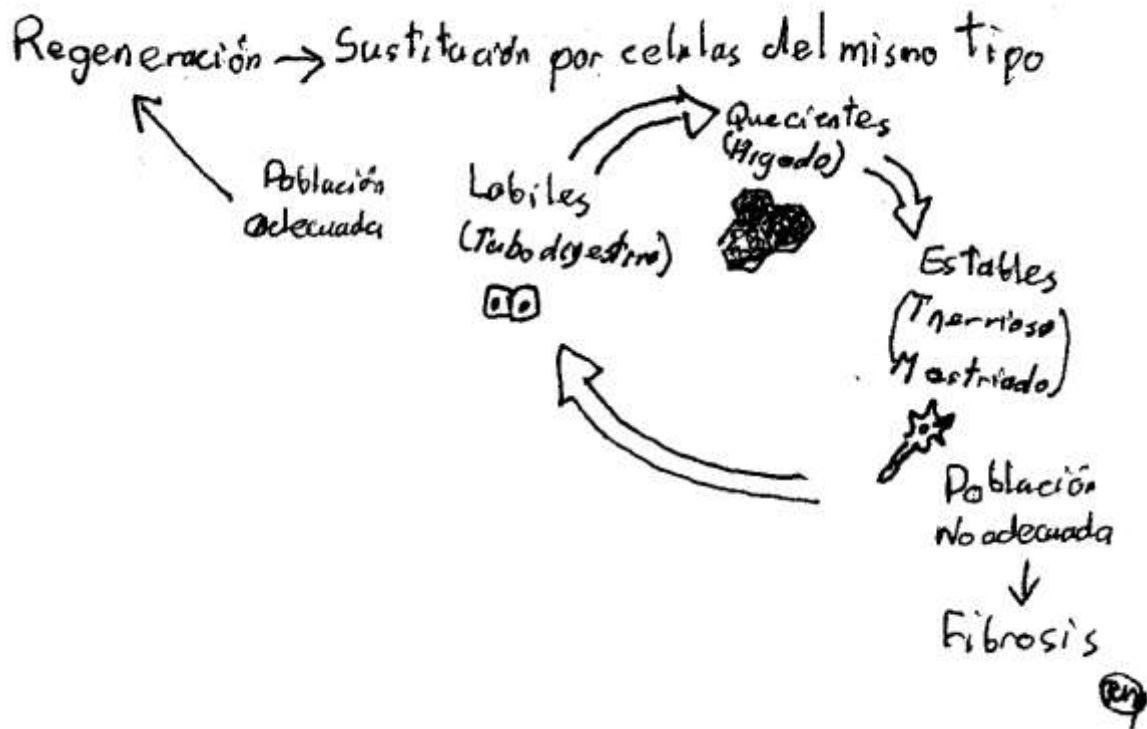 Regeneración → Sustitución por celulas del mismo tipo
Población
adecuada
Labiles
(Tubo digestivo)
Quecientes
(Higado)
Estables
(T nervioso
M estriado)
Población
No adecuada
↓
Fibrosis